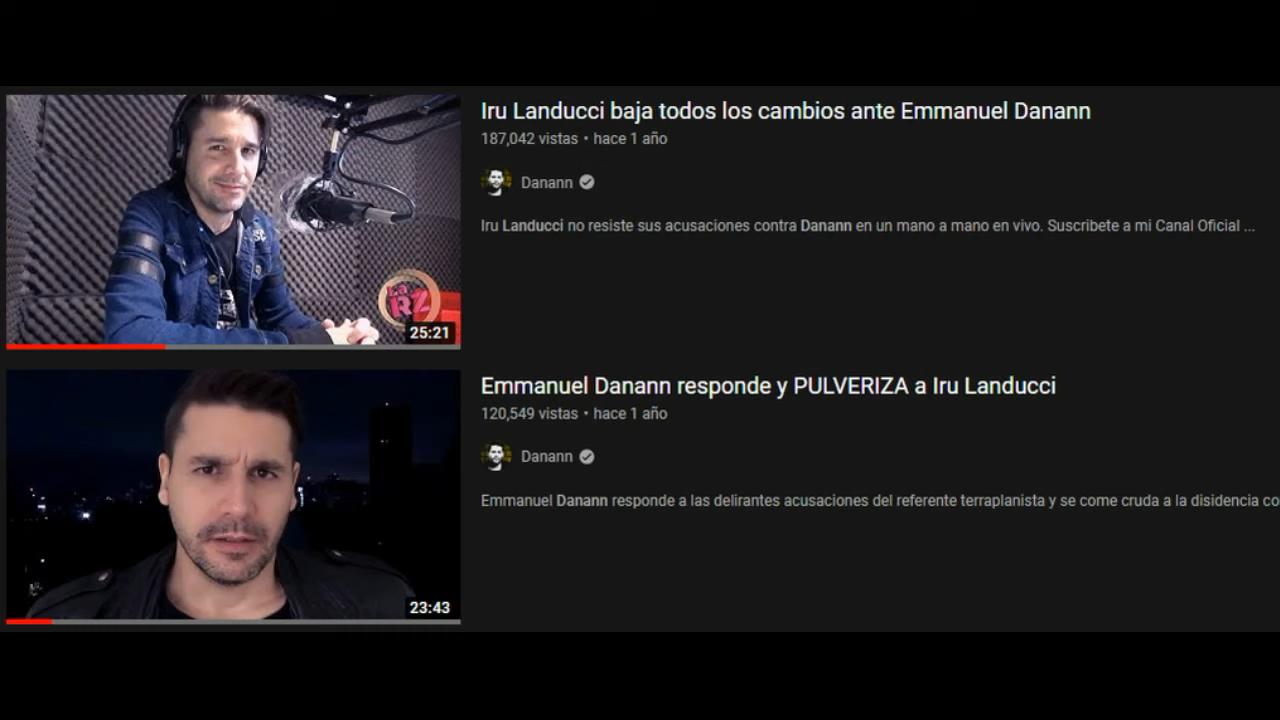 Iru Landucci baja todos los cambios ante Emmanuel Danann
187,042 vistas • hace 1 año
Danann
Iru Landucci no resiste sus acusaciones contra Danann en un mano a mano en vivo. Suscribete a mi Canal Oficial ...
La RZ
25:21
Emmanuel Danann responde y PULVERIZA a Iru Landucci
120,549 vistas • hace 1 año
Danann
Emmanuel Danann responde a las delirantes acusaciones del referente terraplanista y se come cruda a la disidencia co
23:43